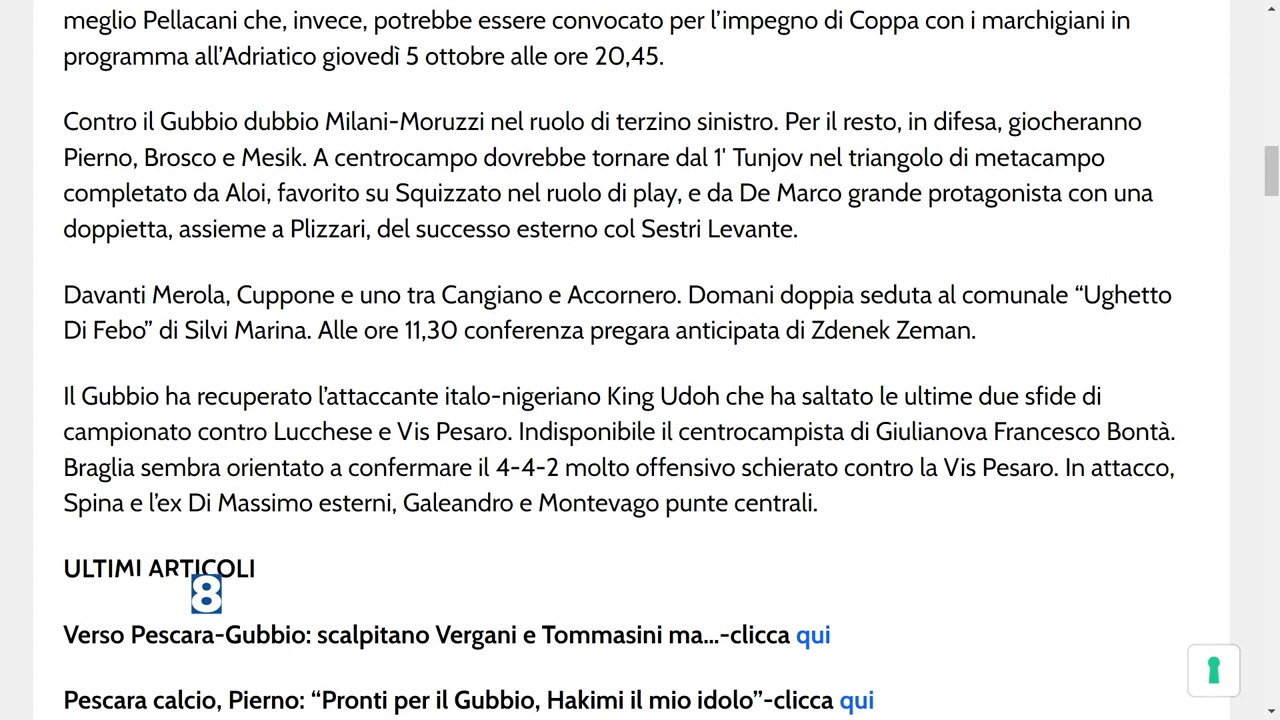 meglio Pellacani che, invece, potrebbe essere convocato per l’impegno di Coppa con i marchigiani in
programma all’Adriatico giovedì 5 ottobre alle ore 20,45.
Contro il Gubbio dubbio Milani-Moruzzi nel ruolo di terzino sinistro. Per il resto, in difesa, giocheranno
Pierno, Brosco e Mesik. A centrocampo dovrebbe tornare dal 1′ Tunjov nel triangolo di metacampo
completato da Aloi, favorito su Squizzato nel ruolo di play, e da De Marco grande protagonista con una
doppietta, assieme a Plizzari, del successo esterno col Sestri Levante.
Davanti Merola, Cuppone e uno tra Cangiano e Accornero. Domani doppia seduta al comunale “Ughetto
Di Febo” di Silvi Marina. Alle ore 11,30 conferenza pregara anticipata di Zdenek Zeman.
Il Gubbio ha recuperato l’attaccante italo-nigeriano King Udoh che ha saltato le ultime due sfide di
campionato contro Lucchese e Vis Pesaro. Indisponibile il centrocampista di Giulianova Francesco Bontà.
Braglia sembra orientato a confermare il 4-4-2 molto offensivo schierato contro la Vis Pesaro. In attacco,
Spina e l’ex Di Massimo esterni, Galeandro e Montevago punte centrali.
ULTIMI ARTICOLI
8
Verso Pescara-Gubbio: scalpitano Vergani e Tommasini ma…-clicca qui
Pescara calcio, Pierno: “Pronti per il Gubbio, Hakimi il mio idolo”-clicca qui